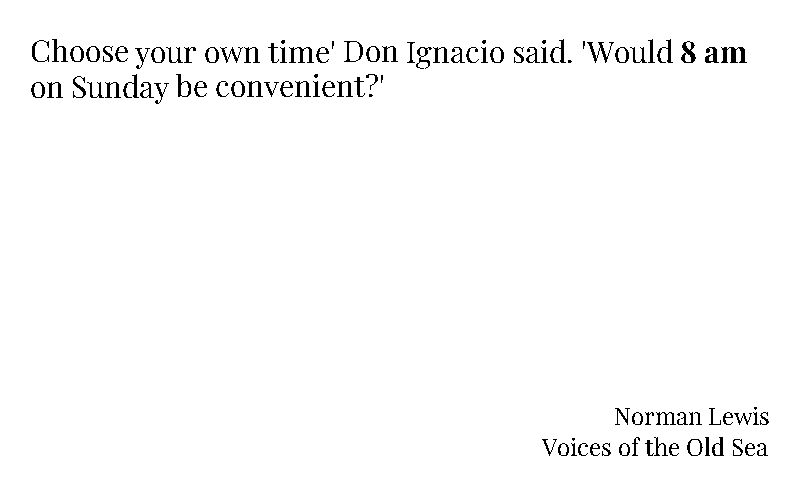 Choose your own time' Don Ignacio said. 'Would 8 am
on Sunday be convenient?'
Norman Lewis
Voices of the Old Sea